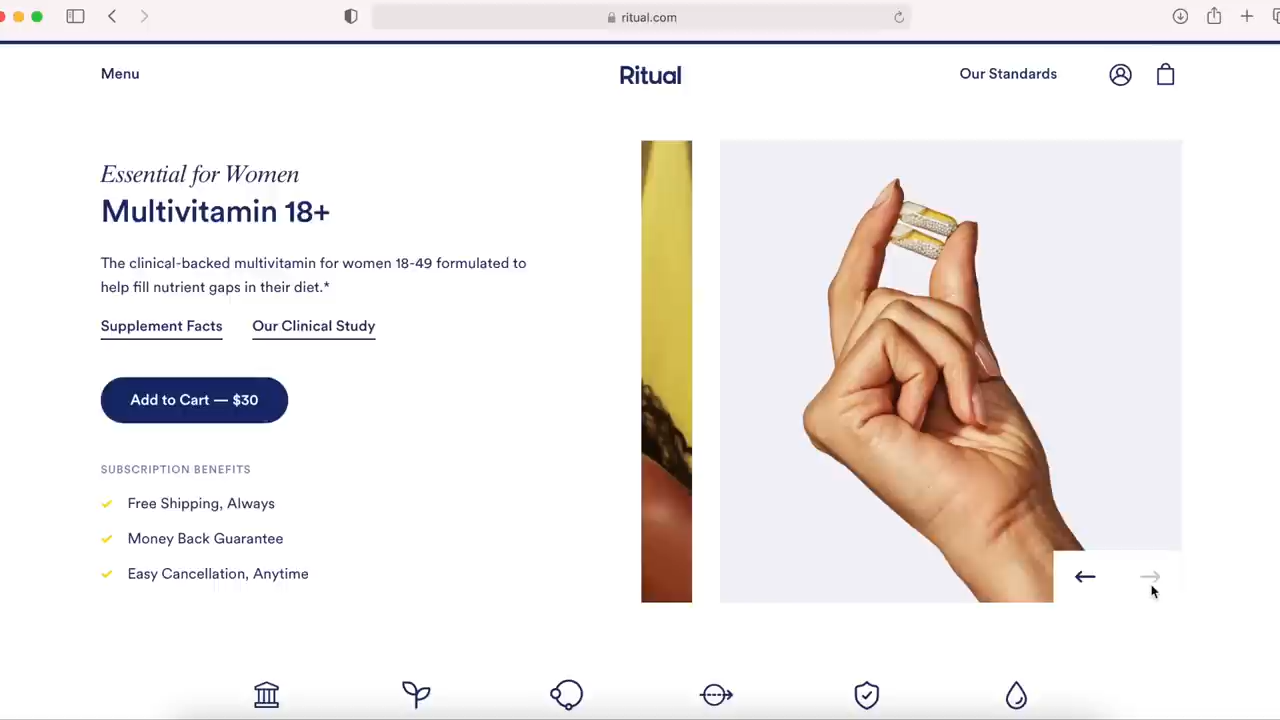 ritual.com
Menu
Ritual
Our Standards
Essential for Women
Multivitamin 18+
The clinical-backed multivitamin for women 18-49 formulated to
help fill nutrient gaps in their diet.*
Supplement Facts
Our Clinical Study
Add to Cart — $30
SUBSCRIPTION BENEFITS
Free Shipping, Always
Money Back Guarantee
Easy Cancellation, Anytime